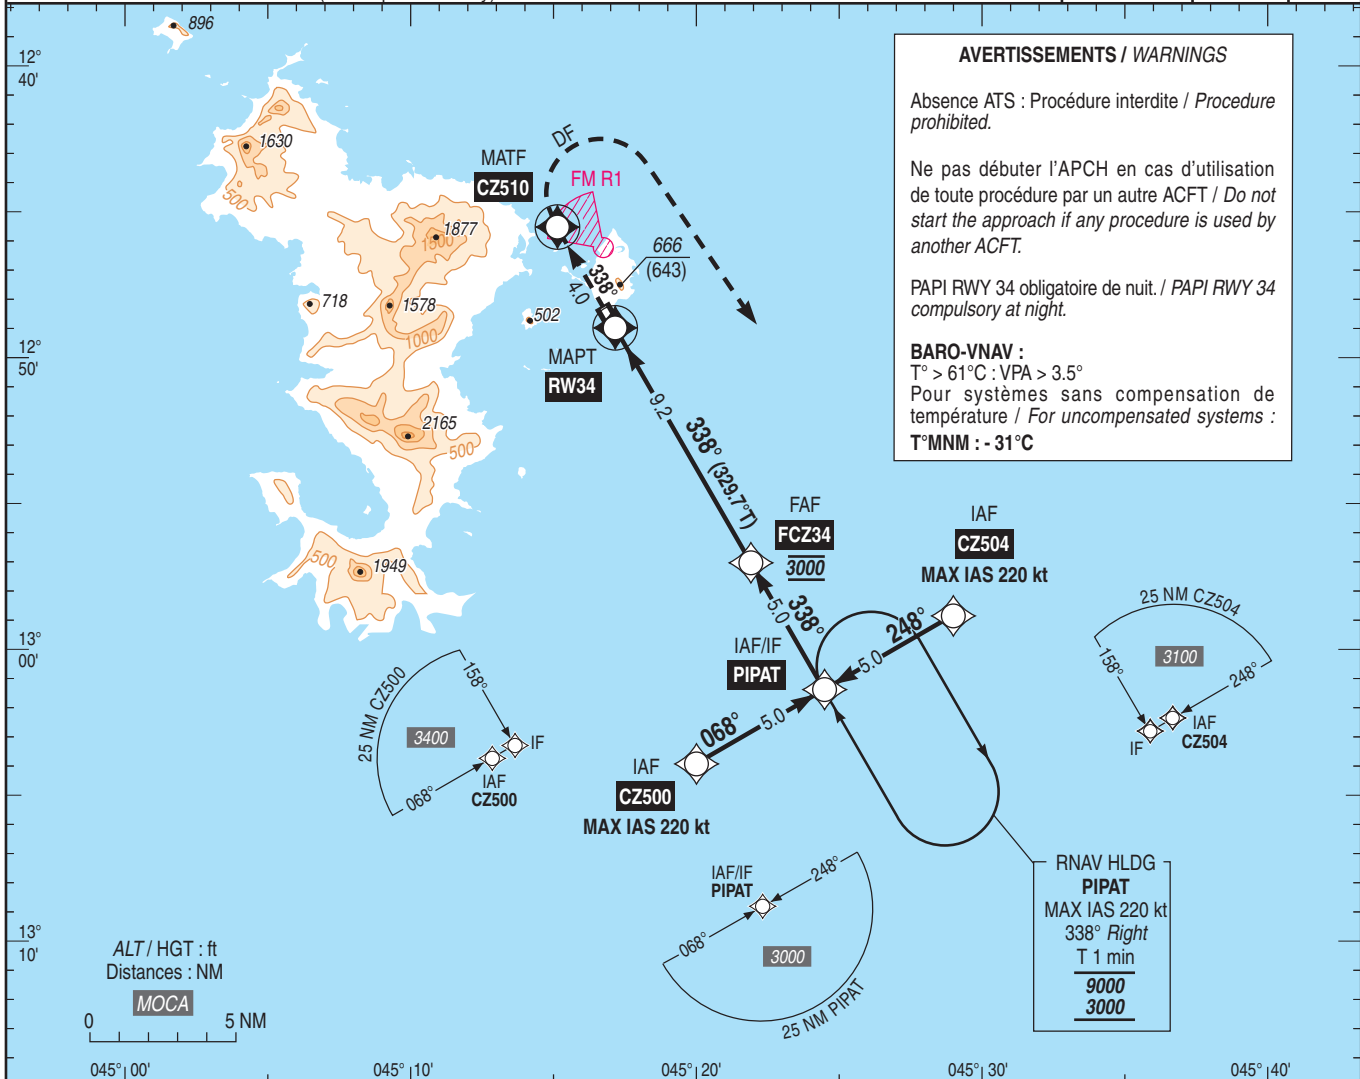 896
12°
40'
1630
500
MATF
CZ510
DF
FM R1
1877
1500
666
(643)
718
1578
1000
502
338°
4.0
12°
50'
MAPT
RW34
9.2
338° (329.7°T)
2165
500
500
1949
FAF
FCZ34
3000
IAF
CZ504
MAX IAS 220 kt
5.0
338°
248°
5.0
IAF/IF
PIPAT
13°
00'
068°
5.0
IAF
CZ500
MAX IAS 220 kt
25 NM CZ500
158°
3400
IF
IAF
CZ500
068°
25 NM CZ504
158°
3100
248°
IAF
IF
CZ504
IAF/IF
PIPAT
248°
068°
3000
25 NM PIPAT
RNAV HLDG
PIPAT
MAX IAS 220 kt
338° Right
T 1 min
9000
3000
13°
10'
ALT / HGT : ft
Distances : NM
MOCA
0 5 NM
045° 00'
045° 10'
045° 20'
045° 30'
045° 40'
AVERTISSEMENTS / WARNINGS
Absence ATS : Procédure interdite / Procedure
prohibited.
Ne pas débuter l'APCH en cas d'utilisation
de toute procédure par un autre ACFT / Do not
start the approach if any procedure is used by
another ACFT.
PAPI RWY 34 obligatoire de nuit. / PAPI RWY 34
compulsory at night.
BARO-VNAV :
T° > 61°C : VPA > 3.5°
Pour systèmes sans compensation de
température / For uncompensated systems :
T°MNM : - 31°C